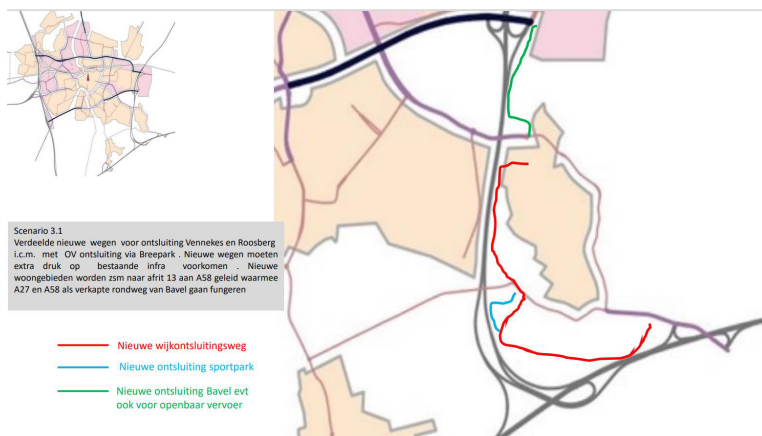 Scenario 3.1
Verdeelde nieuwe wegen voor ontsluiting Vennekes en Roosberg
i.c.m. met OV ontsluiting via Breepark . Nieuwe wegen moeten
extra druk op bestaande infra voorkomen . Nieuwe
woongebieden worden zsm naar afrit 13 aan A58 geleid waarmee
A27 en A58 als verkapte rondweg van Bavel gaan fungeren
Nieuwe wijkontsluitingsweg
Nieuwe ontsluiting sportpark
Nieuwe ontsluiting Bavel evt
ook voor openbaar vervoer